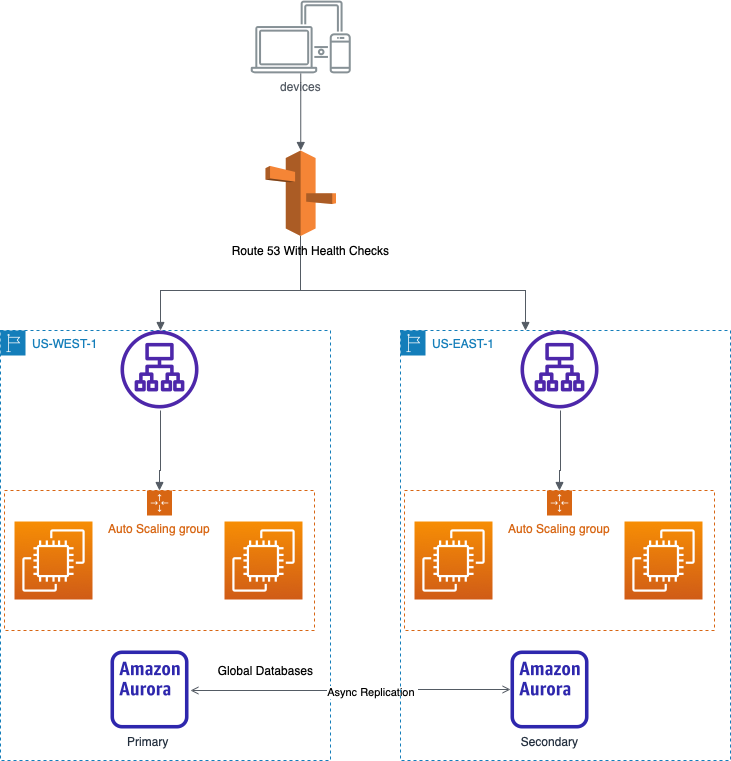 devices
Route 53 With Health Checks
US-WEST-1
US-EAST-1
Auto Scaling group
Auto Scaling group
Amazon
Aurora
Global Databases
Async Replication
Amazon
Aurora
Primary
Secondary